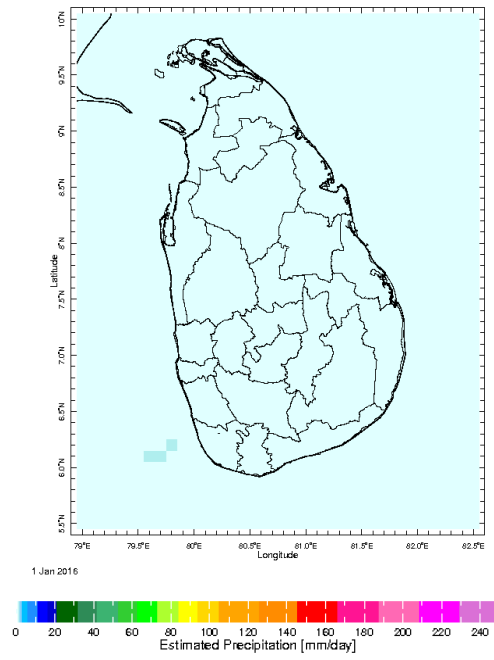 10°N
9.5°N
9°N
8.5°N
8°N
7.5°N
7.0°N
6.5°N
6.0°N
5.5°N
Latitude
79°E 79.5°E 80°E 80.5°E 81°E 81.5°E 82°E 82.5°E
Longitude
1 Jan 2016
0 20 40 60 80 100 120 140 160 180 200 220 240
Estimated Precipitation [mm/day]